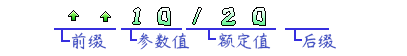 ↑ ↑ 10/20
前缀 参数值 额定值 后缀